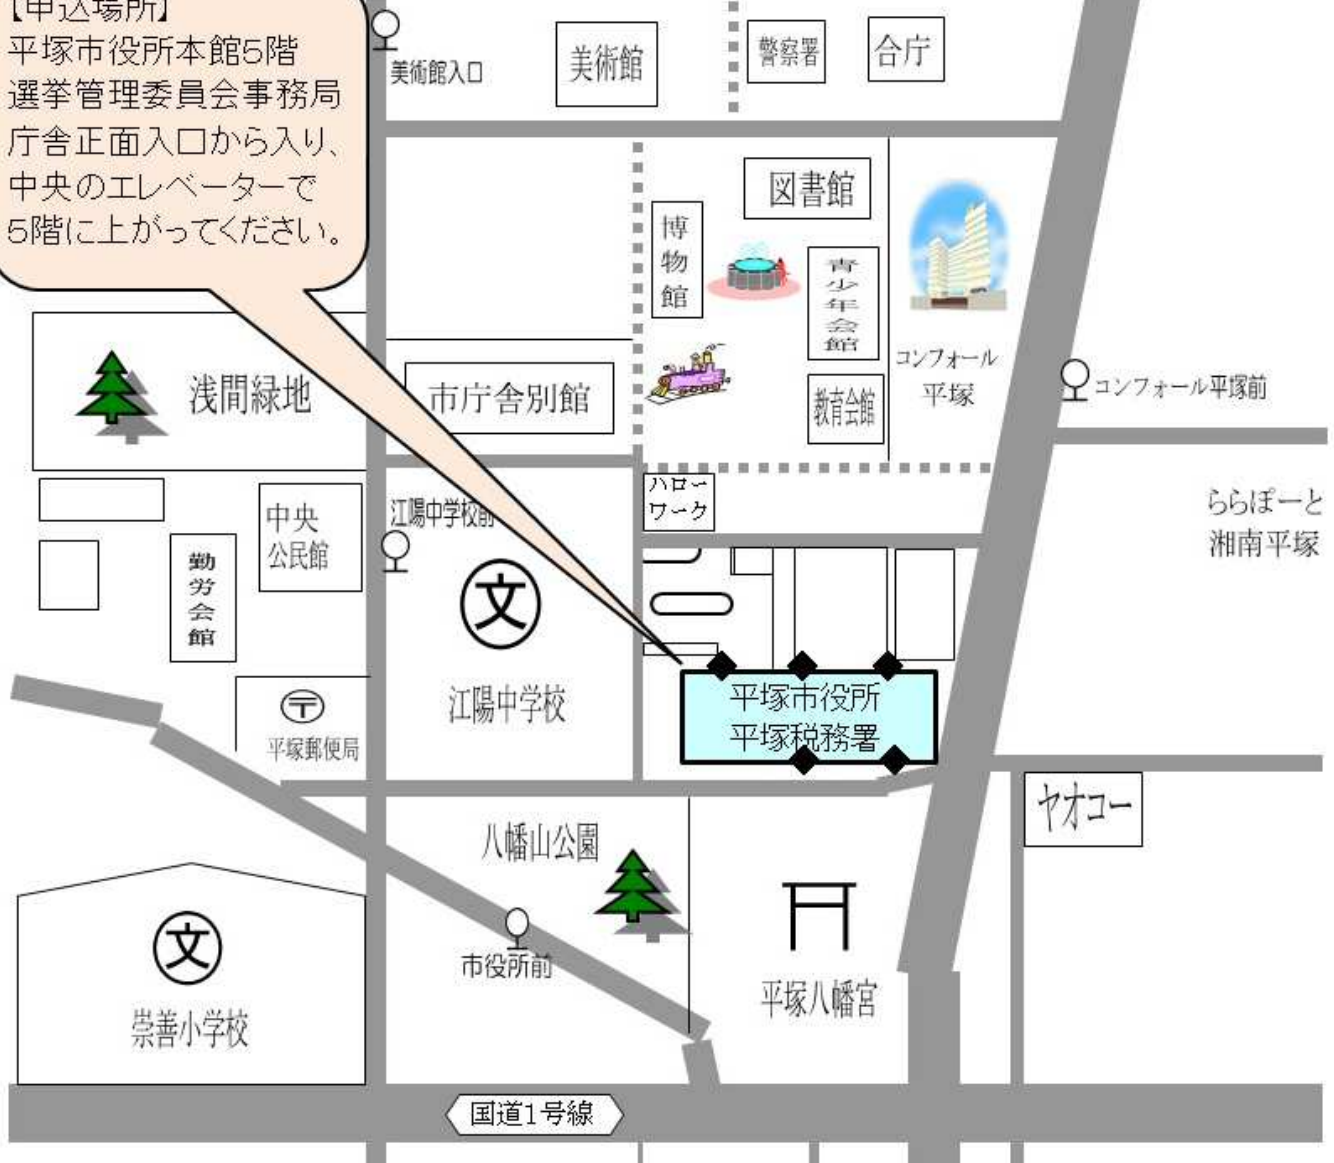 【申込場所】
平塚市役所本館5階
選挙管理委員会事務局
庁舎正面入口から入り、
中央のエレベーターで
5階に上がってください。
美術館入口
美術館
警察署
合庁
図書館
博物館
青少年会館
教育会館
コンフォール
平塚
コンフォール平塚前
浅間緑地
市庁舎別館
ハロー
ワーク
ららぽーと
湘南平塚
中央
公民館
勤労会館
江陽中学校前
文
江陽中学校
〒
平塚郵便局
平塚市役所
平塚税務署
ヤオコー
八幡山公園
市役所前
平塚八幡宮
文
崇善小学校
国道1号線